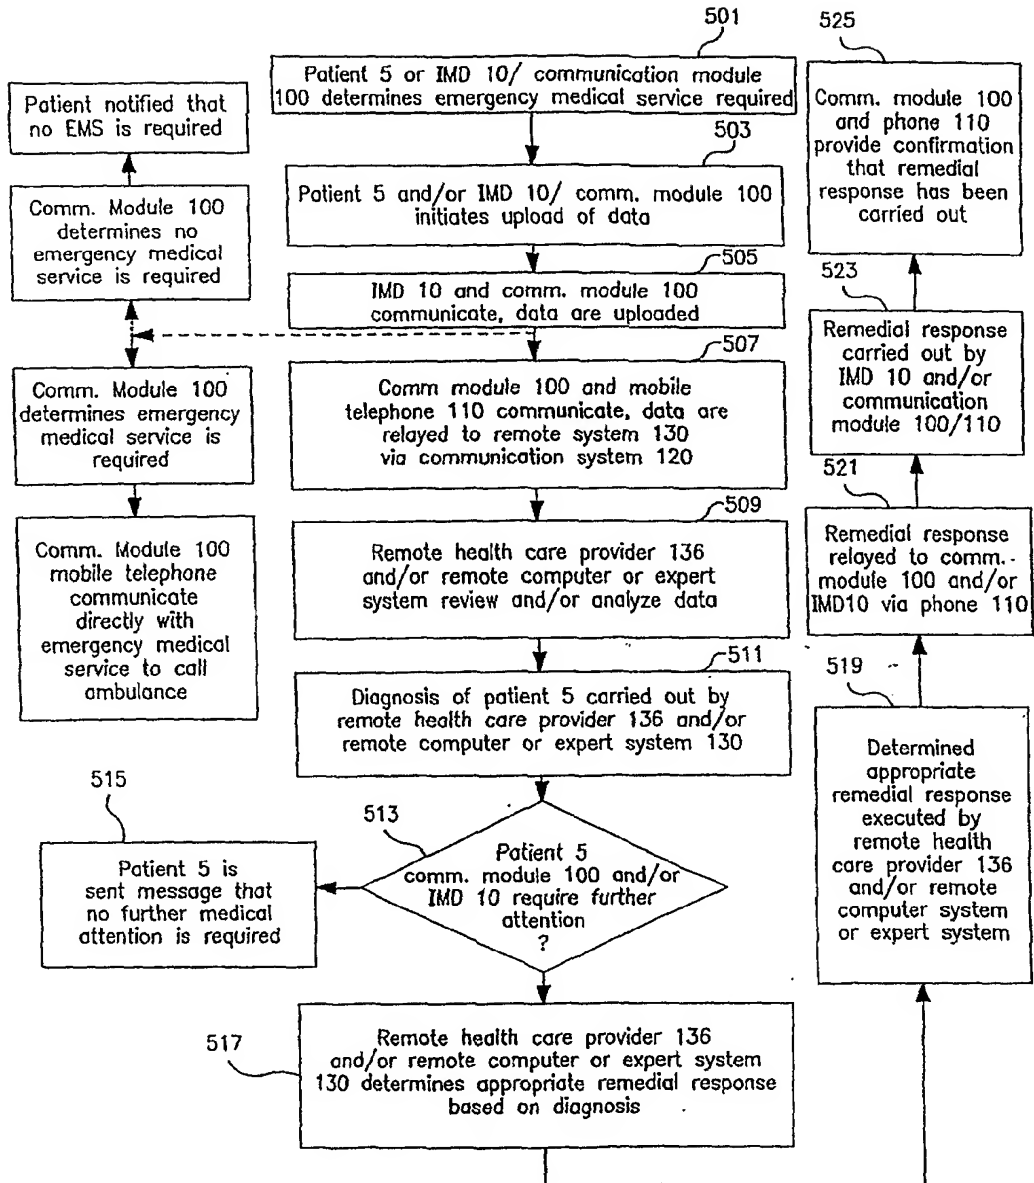 501
Patient 5 or IMD 10/ communication module
100 determines emergency medical service required
503
Patient 5 and/or IMD 10/ comm. module 100
initiates upload of data
505
IMD 10 and comm. module 100
communicate, data are uploaded
Patient notified that
no EMS is required
Comm. Module 100
determines no
emergency medical
service is required
Comm. Module 100
determines emergency
medical service is
required
Comm. Module 100
mobile telephone
communicate
directly with
emergency medical
service to call
ambulance
507
Comm module 100 and mobile
telephone 110 communicate, data are
relayed to remote system 130
via communication system 120
509
Remote health care provider 136
and/or remote computer or expert
system review and/or analyze data
511
Diagnosis of patient 5 carried out by
remote health care provider 136 and/or
remote computer or expert system 130
513
Patient 5
comm. module 100 and/or
IMD 10 require further
attention
?
515
Patient 5 is
sent message that
no further medical
attention is required
517
Remote health care provider 136
and/or remote computer or expert system
130 determines appropriate remedial response
based on diagnosis
519
Determined
appropriate
remedial response
executed by
remote health
care provider 136
and/or remote
computer system
or expert system
521
Remedial response
relayed to comm.
module 100 and/or
IMD10 via phone 110
523
Remedial response
carried out by
IMD 10 and/or
communication
module 100/110
525
Comm. module 100
and phone 110
provide confirmation
that remedial
response has been
carried out